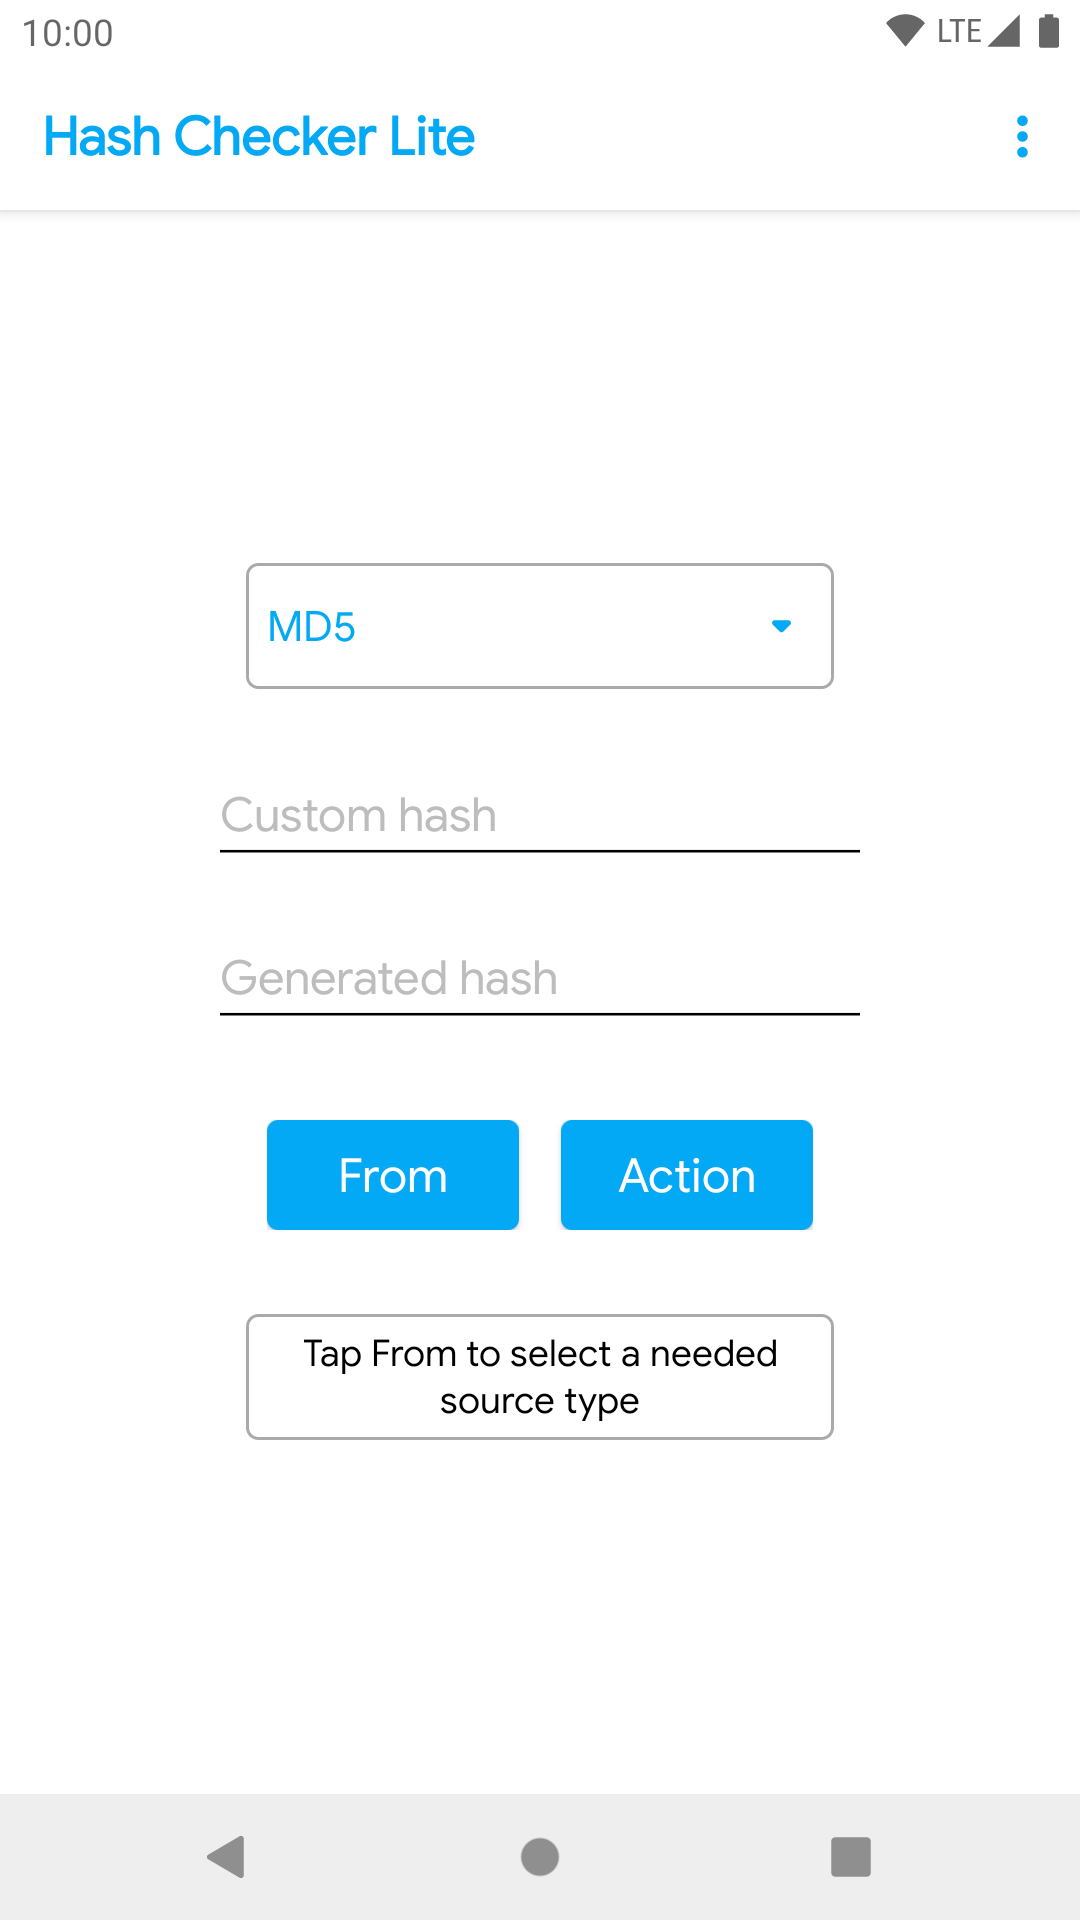 10:00
LTE
Hash Checker Lite
MD5
Custom hash
Generated hash
From
Action
Tap From to select a needed
source type